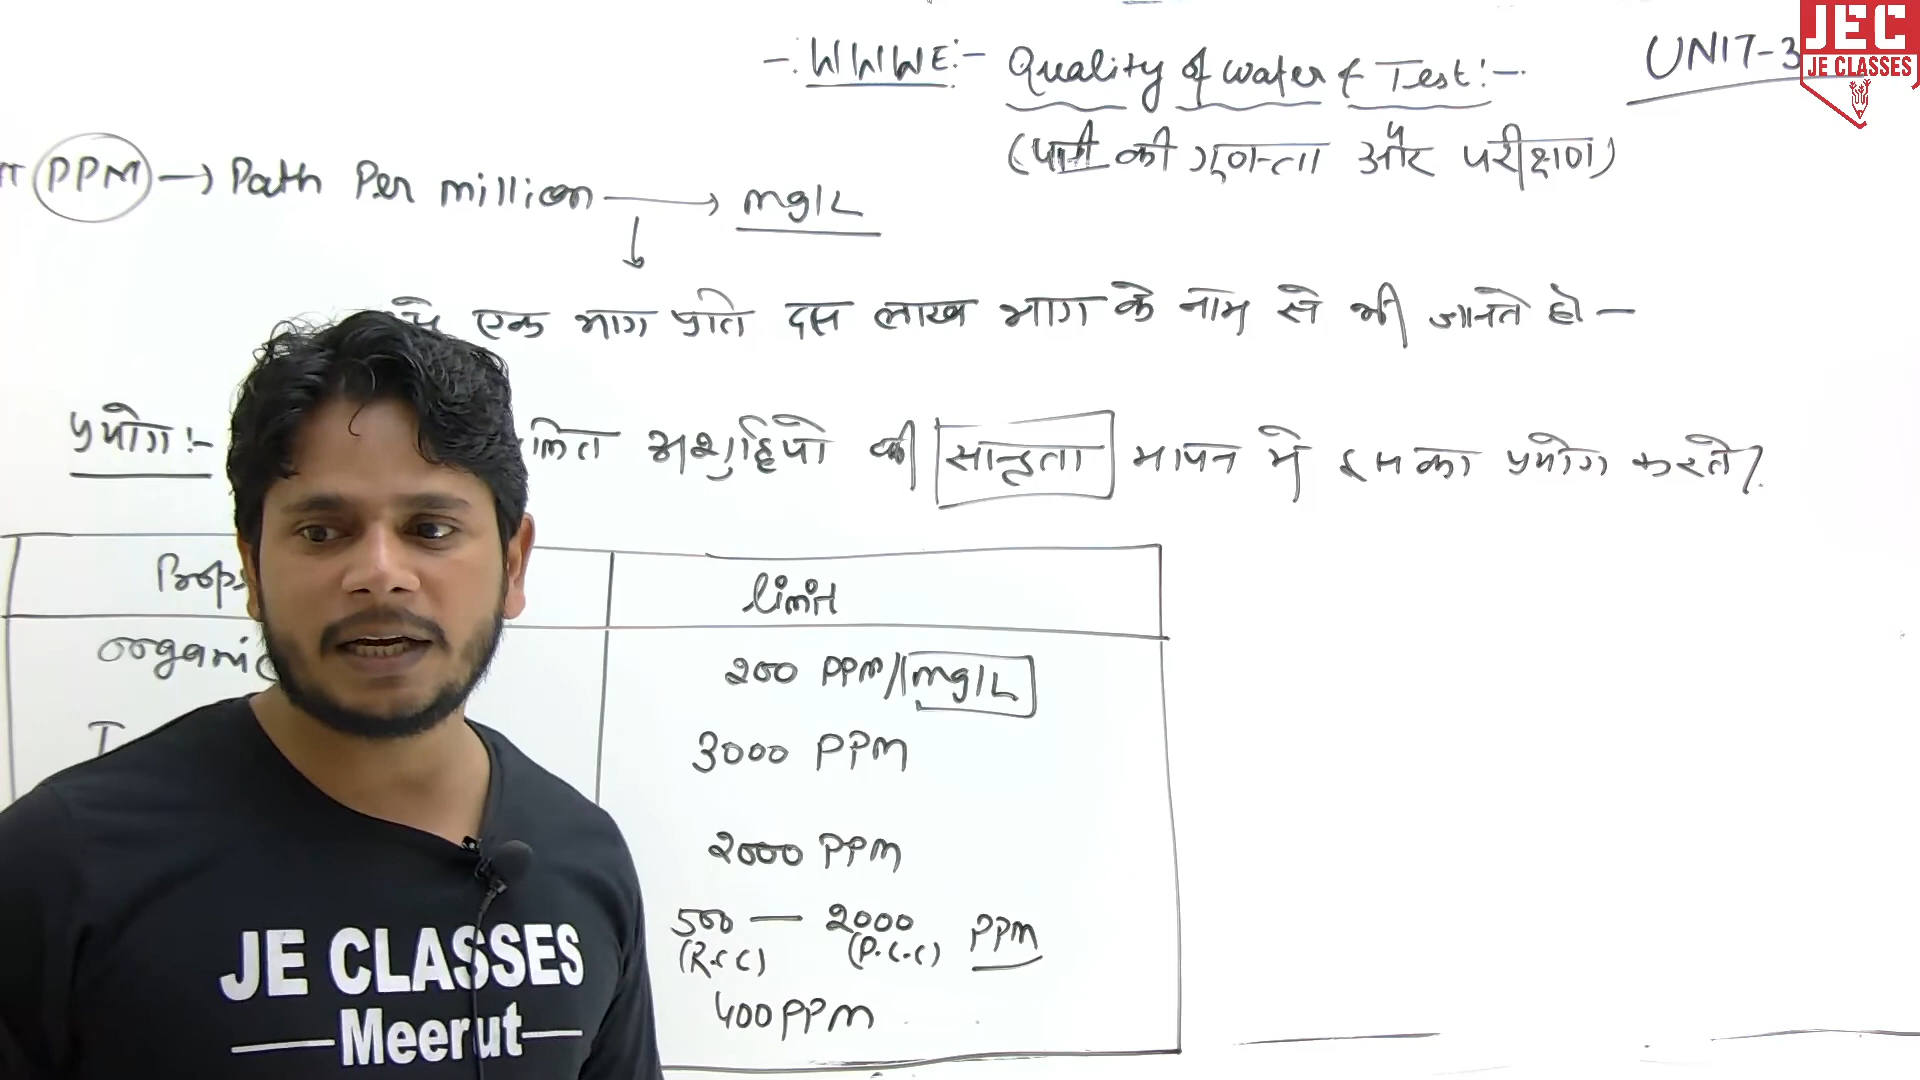 -: WWWE:- Quality of water & Test:- UNIT-3
JEC
JE CLASSES
(पानी की गुणवत्ता और परीक्षण)
PPM → Path Per million → mg/L
एक भाग प्रति दस लाख भाग के नाम से भी जानते हो -
प्रयोग:- अशुद्धियो की सान्द्रता मापन मे इसका प्रयोग करते
limit
organic 200 PPM/mg/L
3000 PPM
2000 PPM
500 — 2000 PPM
(R.C.C) (P.C.C)
400 PPM
JE CLASSES
Meerut